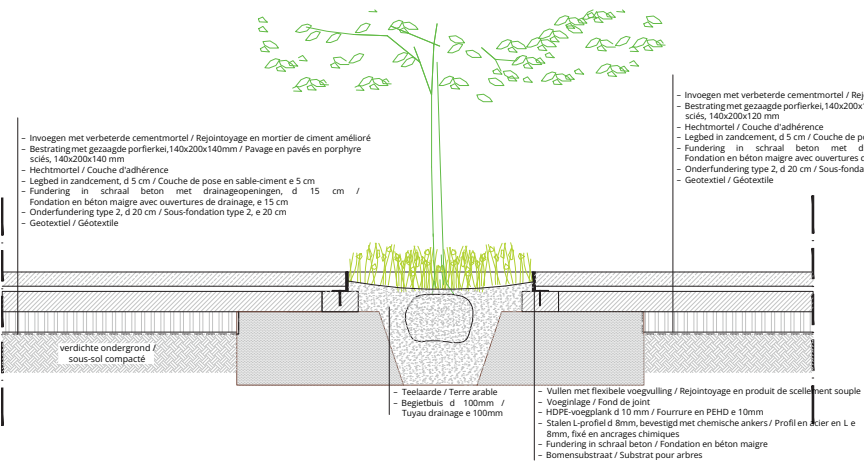 – Invoegen met verbeterde cementmortel / Rejointoyage en mortier de ciment amélioré
– Bestrating met gezaagde porfierkei,140x200x140mm / Pavage en pavés en porphyre
sciés, 140x200x140 mm
– Hechtmortel / Couche d'adhérence
– Legbed in zandcement, d 5 cm / Couche de pose en sable-ciment e 5 cm
– Fundering in schraal beton met drainageopeningen, d 15 cm /
Fondation en béton maigre avec ouvertures de drainage, e 15 cm
– Onderfundering type 2, d 20 cm / Sous-fondation type 2, e 20 cm
– Geotextiel / Géotextile
– Invoegen met verbeterde cementmortel /
– Bestrating met gezaagde porfierkei,
sciés, 140x200x120 mm
– Hechtmortel / Couche d'adhérence
– Legbed in zandcement, d 5 cm / Couche de
– Fundering in schraal beton met
Fondation en béton maigre avec ouvertures
– Onderfundering type 2, d 20 cm /
– Geotextiel / Géotextile
verdichte ondergrond /
sous-sol compacté
– Teelaarde / Terre arable
– Begietbuis d 100mm /
Tuyau drainage e 100mm
– Vullen met flexibele voegvulling / Rejointoyage en produit de scellement souple
– Voeginlage / Fond de joint
– HDPE-voegplank d 10 mm / Fourrure en PEHD e 10mm
– Stalen L-profiel d 8mm, bevestigd met chemische ankers / Profil en acier en L e
8mm, fixé en ancrages chimiques
– Fundering in schraal beton / Fondation en béton maigre
– Bomensubstraat / Substrat pour arbres